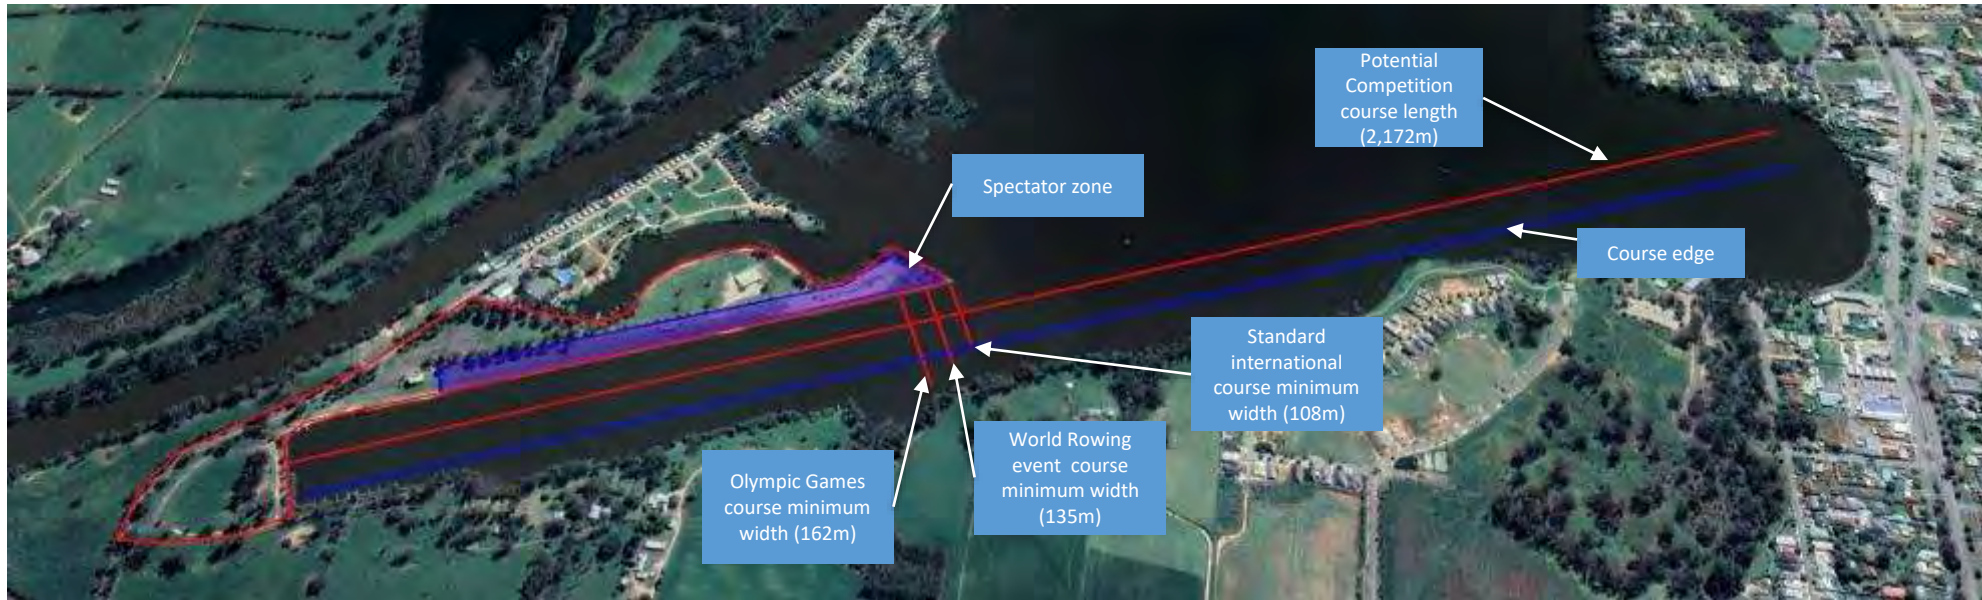 Potential
Competition
course length
(2,172m)
Spectator zone
Course edge
Standard
international
course minimum
width (108m)
World Rowing
event  course
minimum width
(135m)
Olympic Games
course minimum
width (162m)